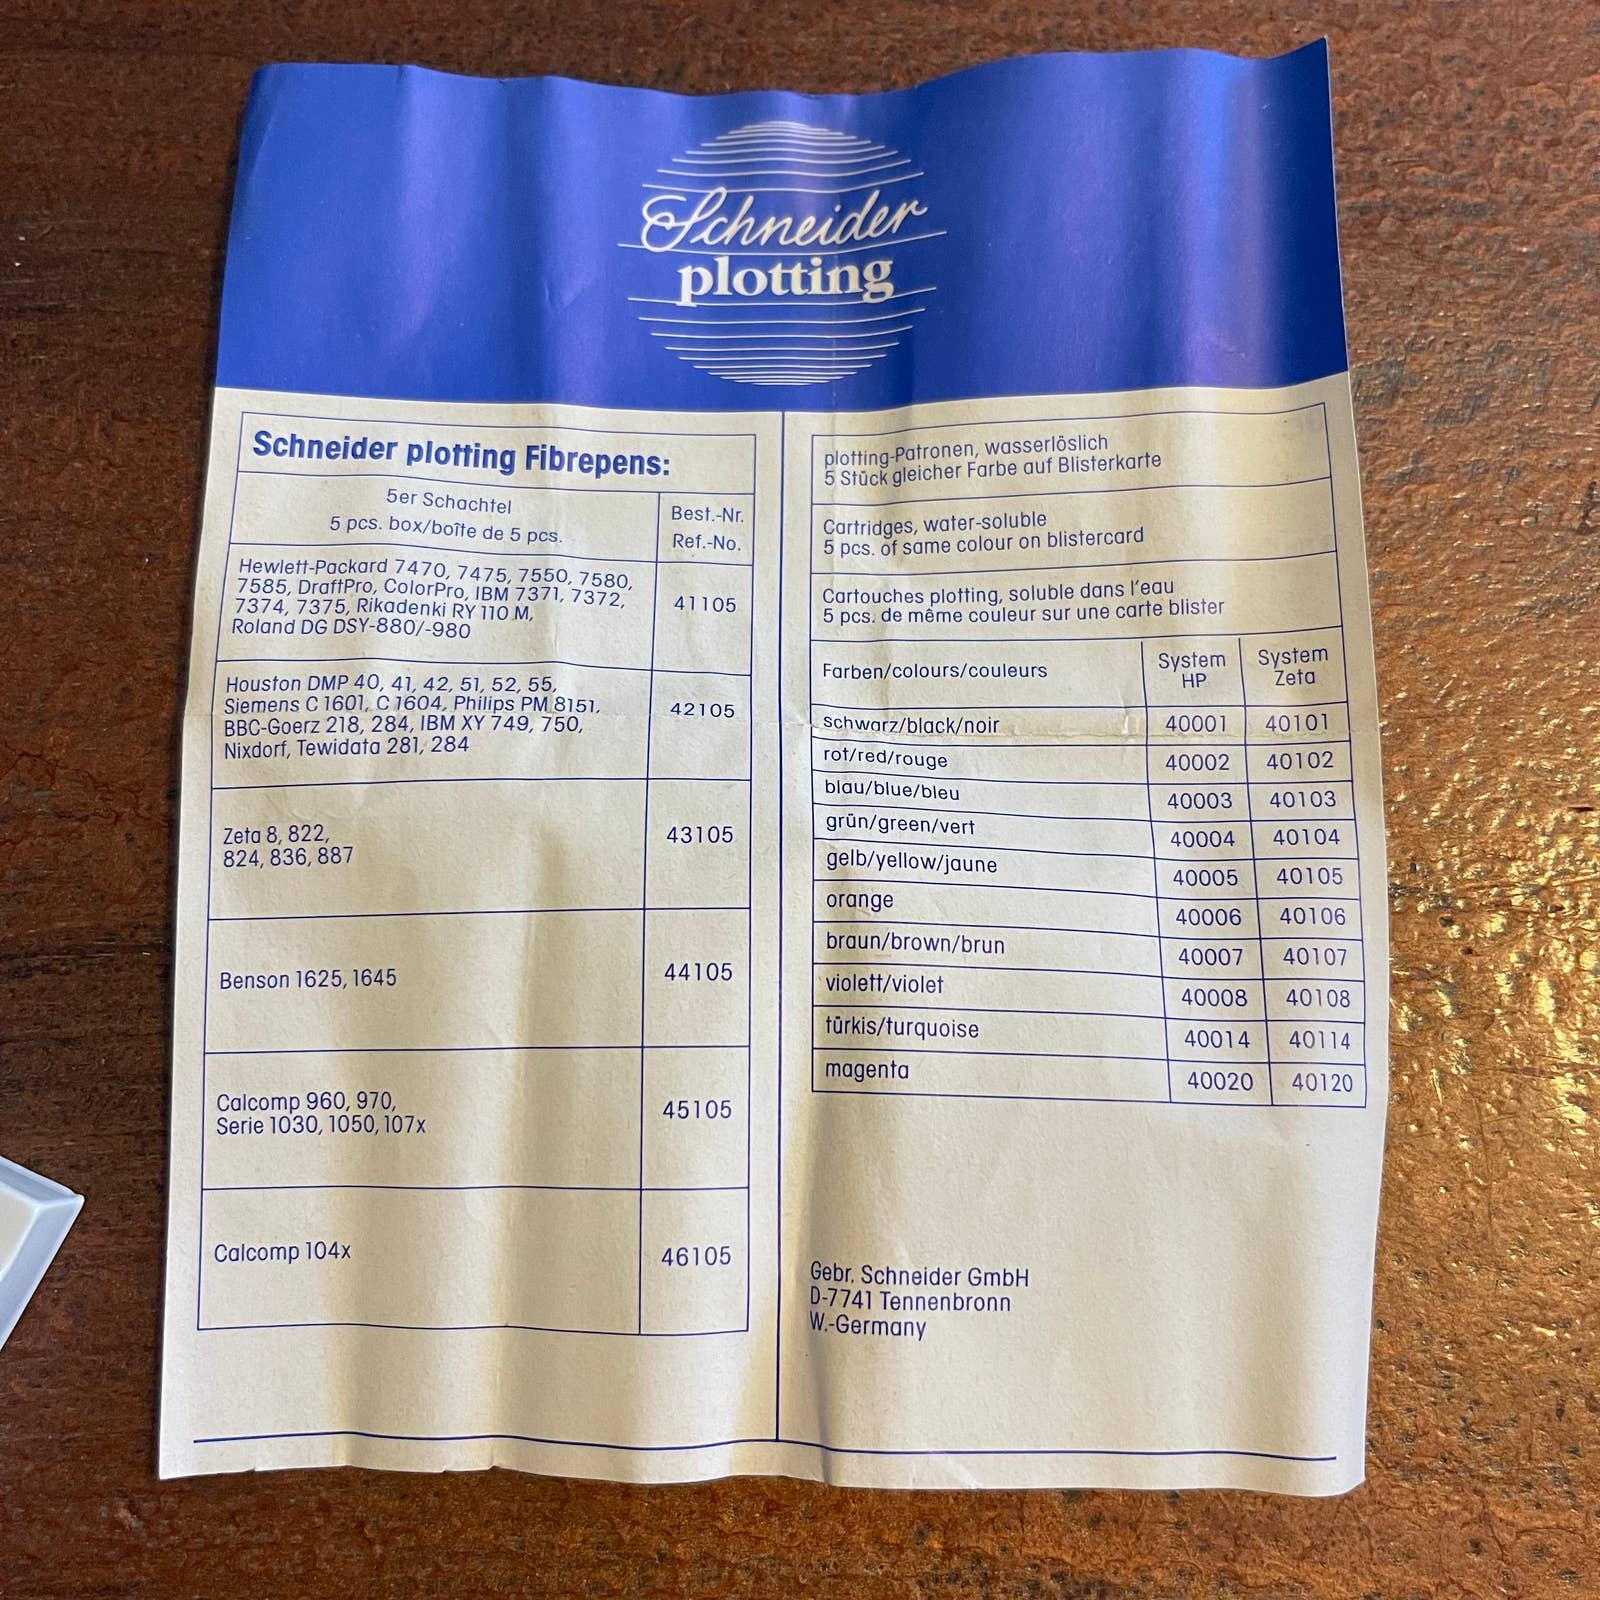 Schneider
plotting
Schneider plotting Fibrepens:
5er Schachtel
5 pcs. box/boîte de 5 pcs.
Best.-Nr.
Ref.-No.
Hewlett-Packard 7470, 7475, 7550, 7580,
7585, DraftPro, ColorPro, IBM 7371, 7372,
7374, 7375, Rikadenki RY 110 M,
Roland DG DSY-880/-980
41105
Houston DMP 40, 41, 42, 51, 52, 55,
Siemens C 1601, C 1604, Philips PM 8151,
BBC-Goerz 218, 284, IBM XY 749, 750,
Nixdorf, Tewidata 281, 284
42105
Zeta 8, 822,
824, 836, 887
43105
Benson 1625, 1645
44105
Calcomp 960, 970,
Serie 1030, 1050, 107x
45105
Calcomp 104x
46105
plotting-Patronen, wasserlöslich
5 Stück gleicher Farbe auf Blisterkarte
Cartridges, water-soluble
5 pcs. of same colour on blistercard
Cartouches plotting, soluble dans l'eau
5 pcs. de même couleur sur une carte blister
Farben/colours/couleurs
System
HP
System
Zeta
schwarz/black/noir 40001 40101
rot/red/rouge 40002 40102
blau/blue/bleu 40003 40103
grün/green/vert 40004 40104
gelb/yellow/jaune 40005 40105
orange 40006 40106
braun/brown/brun 40007 40107
violett/violet 40008 40108
türkis/turquoise 40014 40114
magenta 40020 40120
Gebr. Schneider GmbH
D-7741 Tennenbronn
W.-Germany